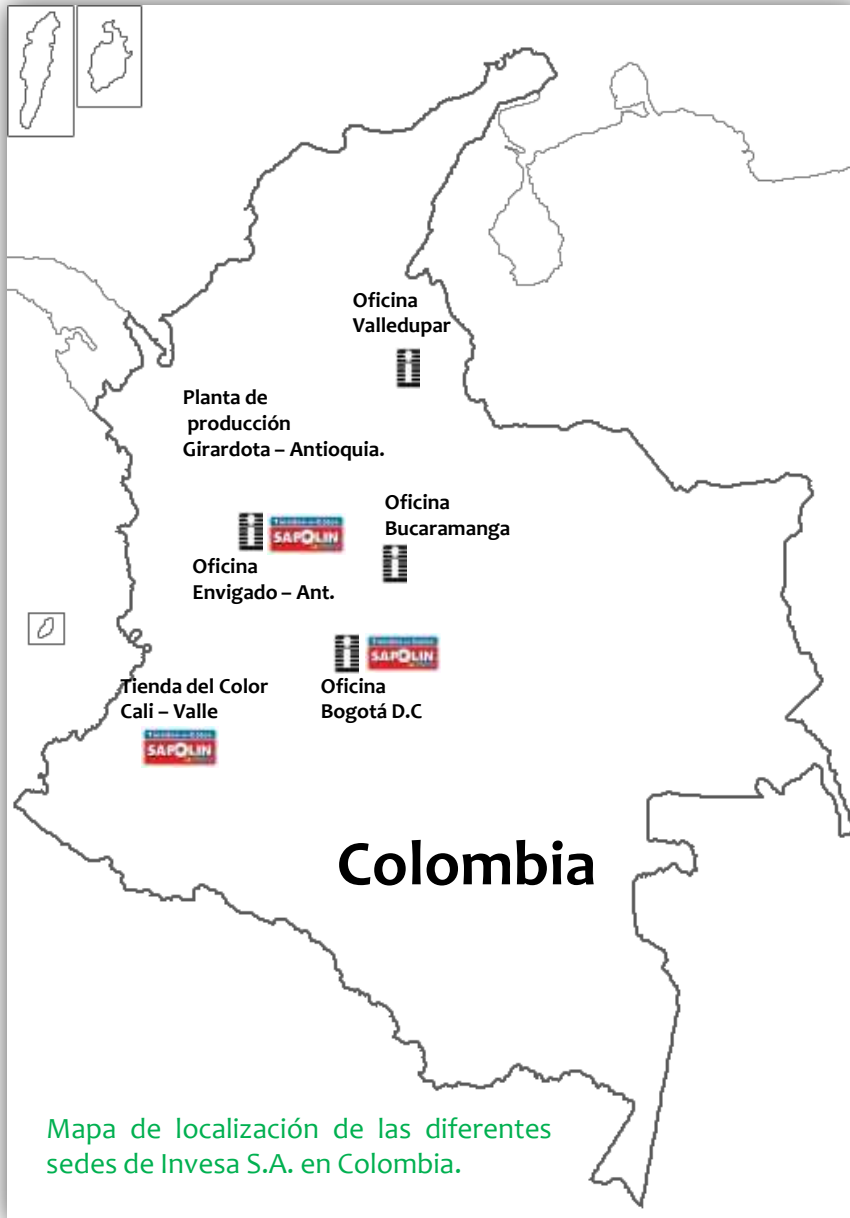 Oficina
Valledupar
Planta de
producción
Girardota – Antioquia.
Oficina
Bucaramanga
SAPOLIN
Oficina
Envigado – Ant.
SAPOLIN
Tienda del Color
Cali – Valle
Oficina
Bogotá D.C
SAPOLIN
Colombia
Mapa de localización de las diferentes
sedes de Invesa S.A. en Colombia.